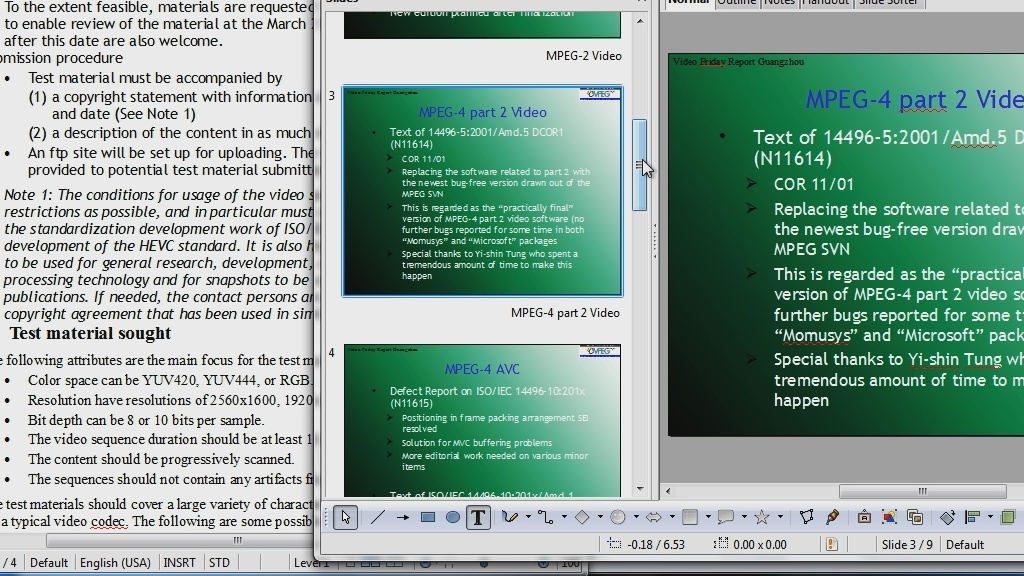 To the extent feasible, materials are requested
to enable review of the material at the March
after this date are also welcome.
omission procedure
• Test material must be accompanied by
(1) a copyright statement with information
and date (See Note 1)
(2) a description of the content in as much
• An ftp site will be set up for uploading. The
provided to potential test material submitt
Note 1: The conditions for usage of the video s
restrictions as possible, and in particular must
the standardization development work of ISO/
development of the HEVC standard. It is also h
to be used for general research, development,
processing technology and for snapshots to be
publications. If needed, the contact persons ar
copyright agreement that has been used in sim
Test material sought
e following attributes are the main focus for the test m
• Color space can be YUV420, YUV444, or RGB.
• Resolution have resolutions of 2560x1600, 1920
• Bit depth can be 8 or 10 bits per sample.
• The video sequence duration should be at least 1
• The content should be progressively scanned.
• The sequences should not contain any artifacts f
e test materials should cover a large variety of charact
a typical video codec. The following are some possib
/ 4 Default English (USA) INSRT STD Level1 100
Slides
New edition planned after finalization
MPEG-2 Video
3
Video Friday Report Guangzhou
MPEG
MPEG-4 part 2 Video
• Text of 14496-5:2001/Amd.5 DCOR1
(N11614)
➢ COR 11/01
➢ Replacing the software related to part 2 with
the newest bug-free version drawn out of the
MPEG SVN
➢ This is regarded as the “practically final”
version of MPEG-4 part 2 video software (no
further bugs reported for some time in both
“Momusys” and “Microsoft” packages
➢ Special thanks to Yi-shin Tung who spent a
tremendous amount of time to make this
happen
MPEG-4 part 2 Video
4
Video Friday Report Guangzhou
MPEG
MPEG-4 AVC
• Defect Report on ISO/IEC 14496-10:201x
(N11615)
➢ Positioning in frame packing arrangement SEI
resolved
➢ Solution for MVC buffering problems
➢ More editorial work needed on various minor
items
Text of ISO/IEC 14496-10:201x/Amd.1
Normal Outline Notes Handout Slide Sorter
Video Friday Report Guangzhou
MPEG-4 part 2 Vide
• Text of 14496-5:2001/Amd.5 D
(N11614)
➢ COR 11/01
➢ Replacing the software related to
the newest bug-free version draw
MPEG SVN
➢ This is regarded as the “practical
version of MPEG-4 part 2 video so
further bugs reported for some t
“Momusys” and “Microsoft” pack
➢ Special thanks to Yi-shin Tung wh
tremendous amount of time to m
happen
T
-0.18 / 6.53 0.00 x 0.00 Slide 3 / 9 Default